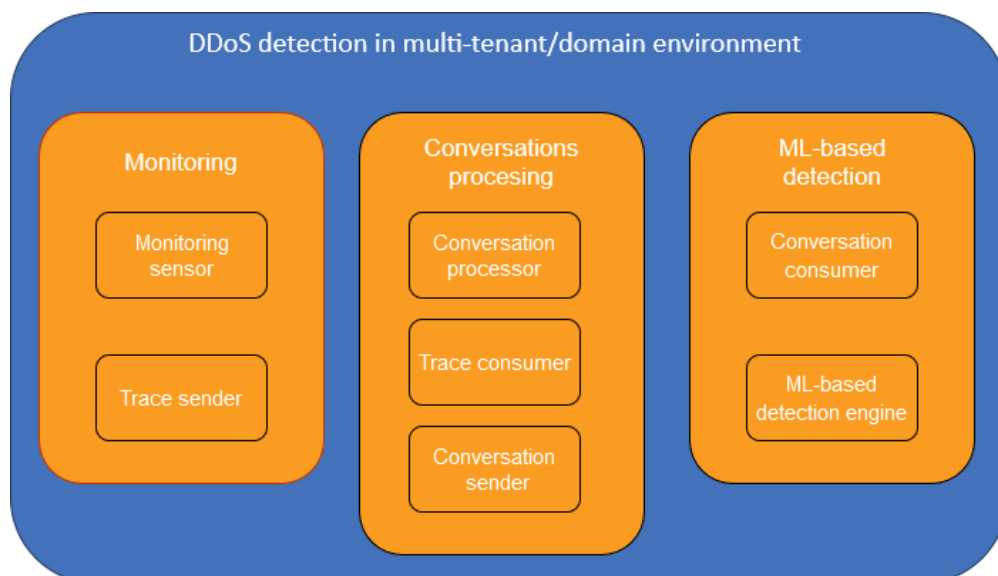 DDoS detection in multi-tenant/domain environment
Monitoring
Monitoring
sensor
Trace sender
Conversations
procesing
Conversation
processor
Trace consumer
Conversation
sender
ML-based
detection
Conversation
consumer
ML-based
detection engine